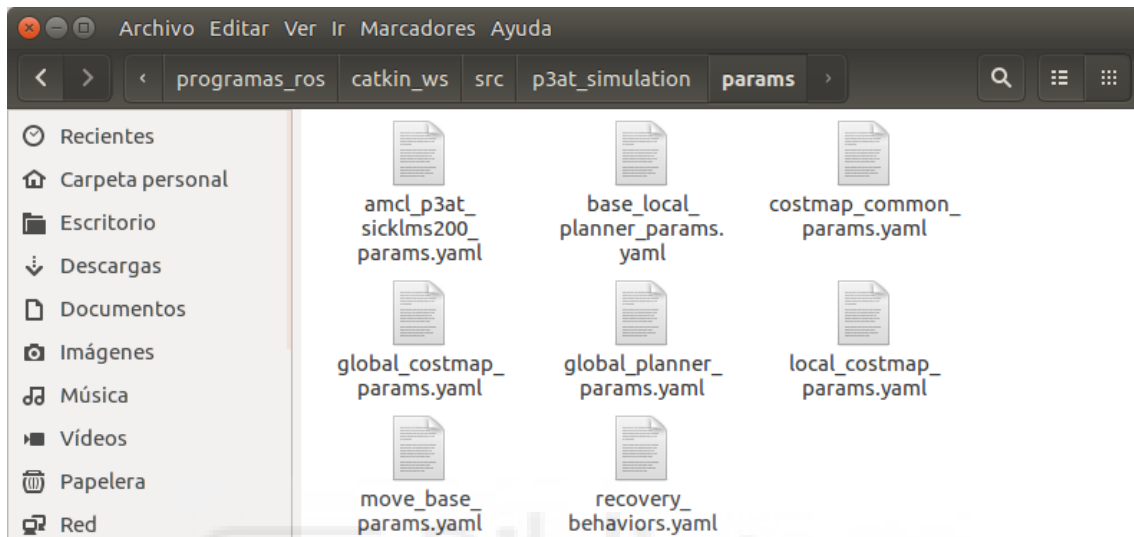 Archivo Editar Ver Ir Marcadores Ayuda
programas_ros catkin_ws src p3at_simulation params
Recientes
Carpeta personal
Escritorio
Descargas
Documentos
Imágenes
Música
Vídeos
Papelera
Red
amcl_p3at_
sicklms200_
params.yaml
base_local_
planner_params.
yaml
costmap_common_
params.yaml
global_costmap_
params.yaml
global_planner_
params.yaml
local_costmap_
params.yaml
move_base_
params.yaml
recovery_
behaviors.yaml